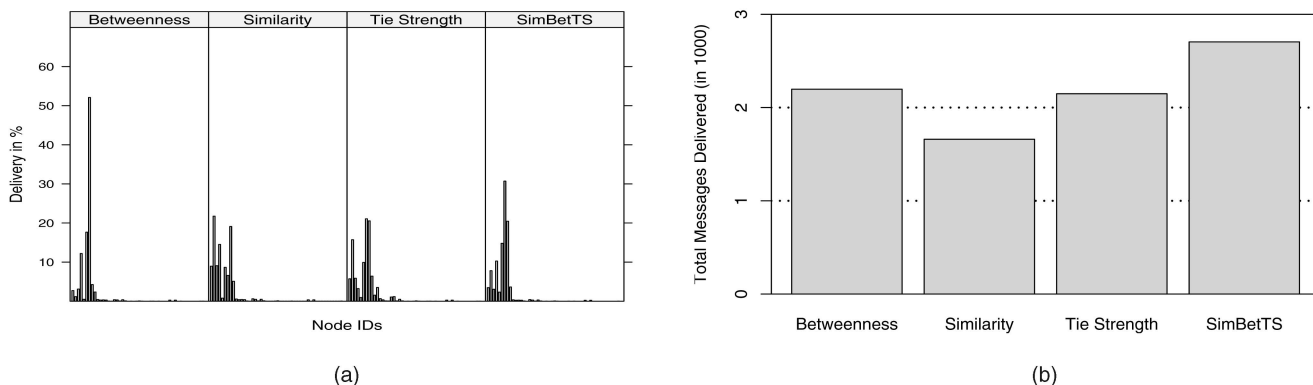 Betweenness Similarity Tie Strength SimBetTS
Delivery in %
60
50
40
30
20
10
Node IDs
(a)
Total Messages Delivered (in 1000)
3
2
1
0
Betweenness Similarity Tie Strength SimBetTS
(b)